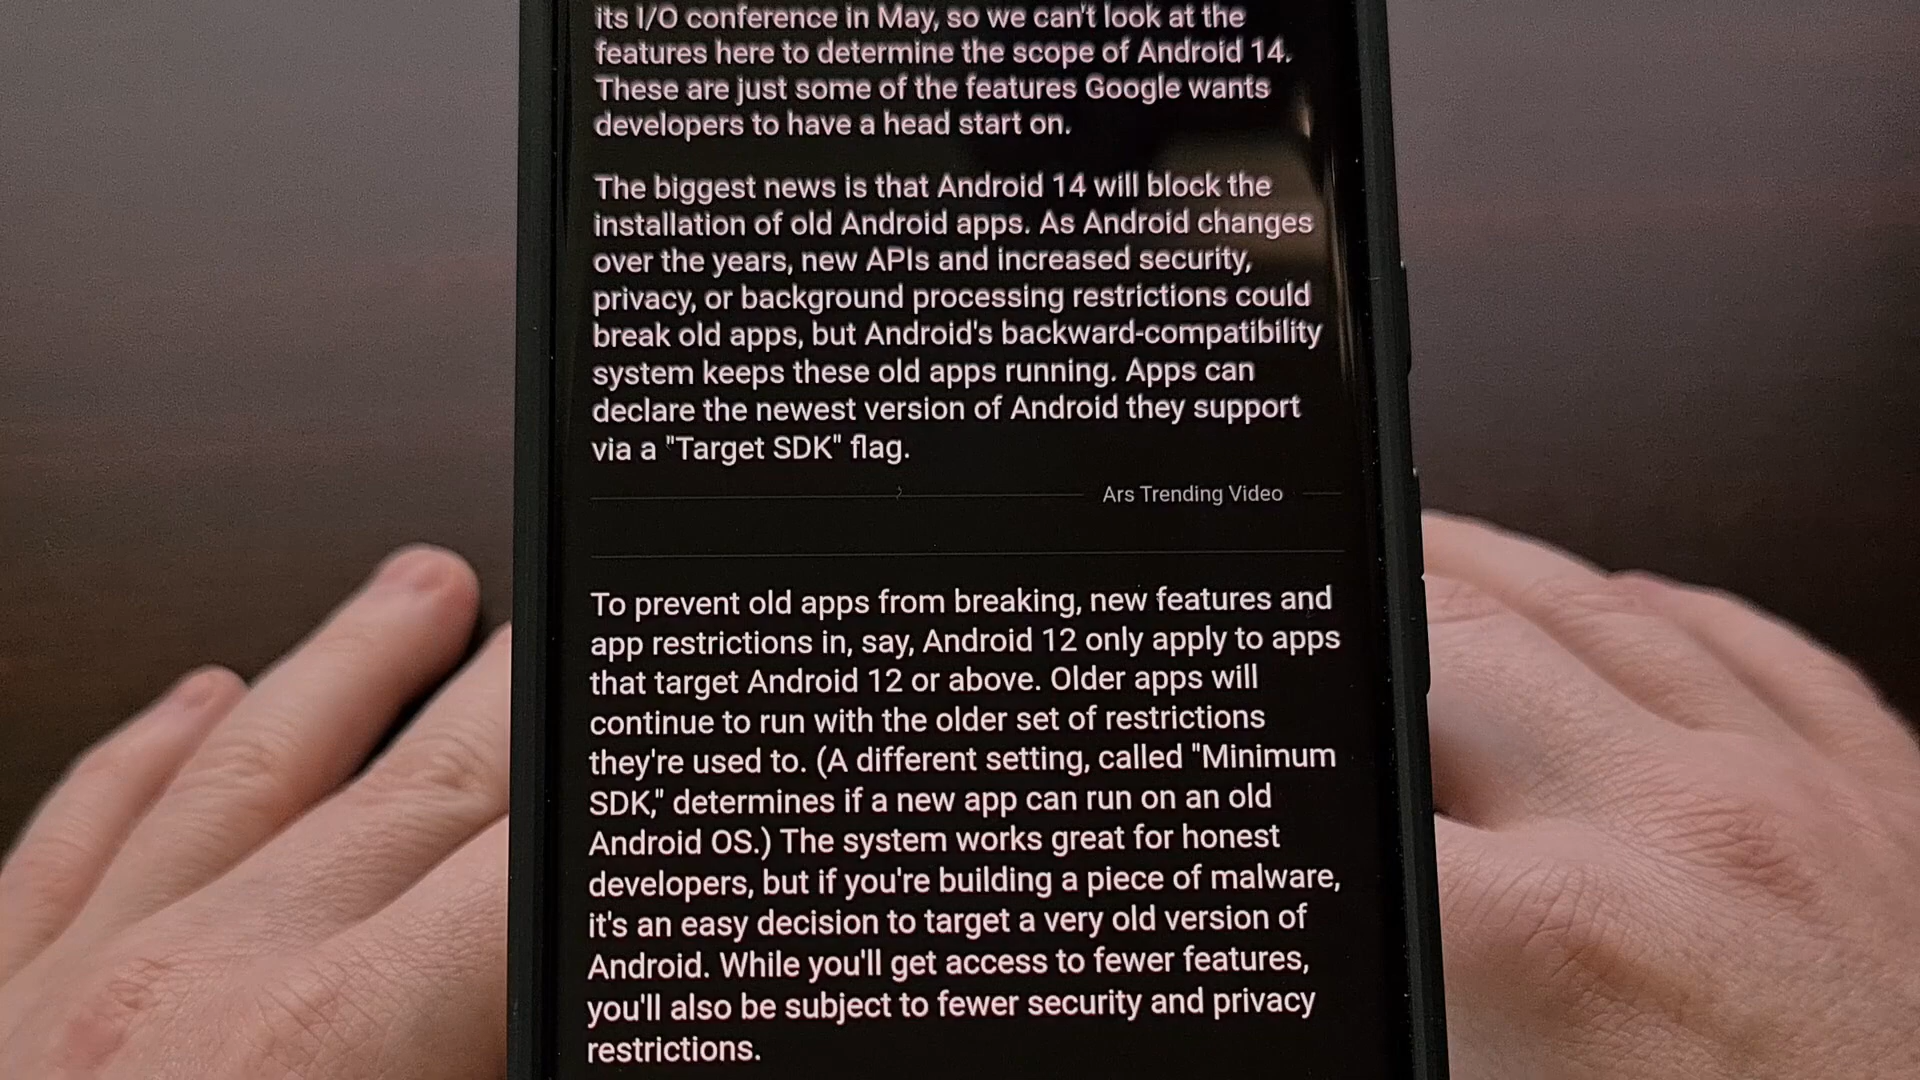 its I/O conference in May, so we can't look at the
features here to determine the scope of Android 14.
These are just some of the features Google wants
developers to have a head start on.
The biggest news is that Android 14 will block the
installation of old Android apps. As Android changes
over the years, new APIs and increased security,
privacy, or background processing restrictions could
break old apps, but Android's backward-compatibility
system keeps these old apps running. Apps can
declare the newest version of Android they support
via a "Target SDK" flag.
Ars Trending Video
To prevent old apps from breaking, new features and
app restrictions in, say, Android 12 only apply to apps
that target Android 12 or above. Older apps will
continue to run with the older set of restrictions
they're used to. (A different setting, called "Minimum
SDK," determines if a new app can run on an old
Android OS.) The system works great for honest
developers, but if you're building a piece of malware,
it's an easy decision to target a very old version of
Android. While you'll get access to fewer features,
you'll also be subject to fewer security and privacy
restrictions.